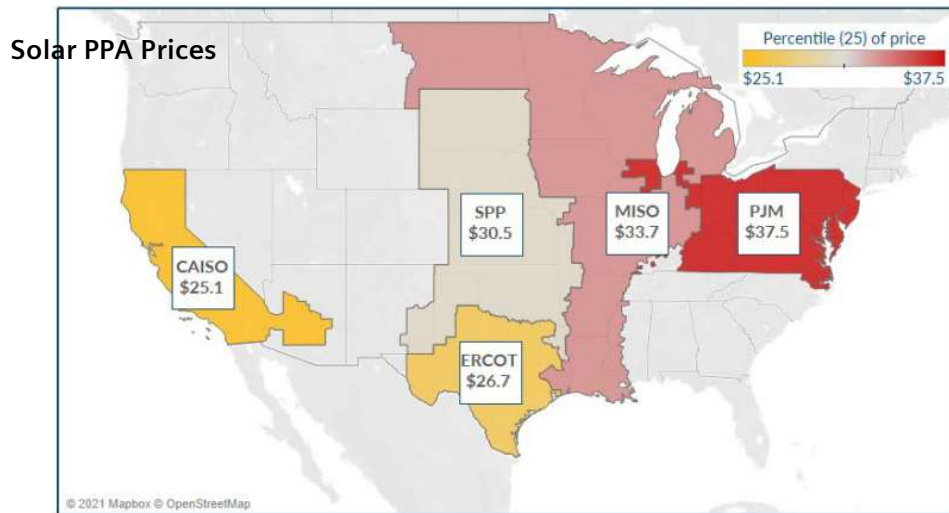 Solar PPA Prices
Percentile (25) of price
$25.1 $37.5
SPP
$30.5
MISO
$33.7
PJM
$37.5
CAISO
$25.1
ERCOT
$26.7
© 2021 Mapbox © OpenStreetMap